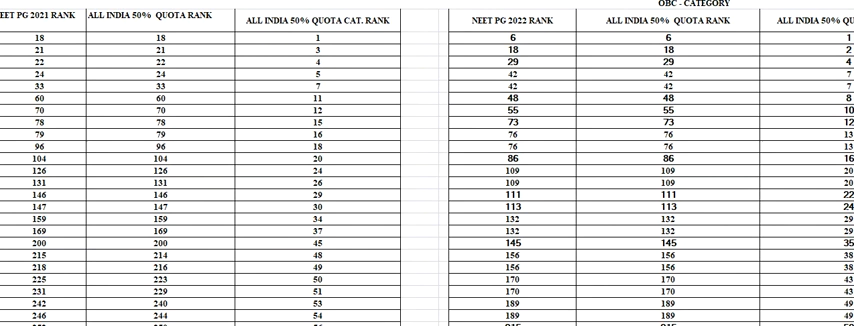 OBC - CATEGORY
EET PG 2021 RANK ALL INDIA 50% QUOTA RANK ALL INDIA 50% QUOTA CAT. RANK NEET PG 2022 RANK ALL INDIA 50% QUOTA RANK ALL INDIA 50% QU
18 18 1 6 6 1
21 21 3 18 18 2
22 22 4 29 29 4
24 24 5 42 42 7
33 33 7 42 42 7
60 60 11 48 48 8
70 70 12 55 55 10
78 78 15 73 73 12
79 79 16 76 76 13
96 96 18 76 76 13
104 104 20 86 86 16
126 126 24 109 109 20
131 131 26 109 109 20
146 146 29 111 111 22
147 147 30 113 113 24
159 159 34 132 132 29
169 169 37 132 132 29
200 200 45 145 145 35
215 214 48 156 156 38
218 216 49 156 156 38
225 223 50 170 170 43
231 229 51 170 170 43
242 240 53 189 189 49
246 244 54 189 189 49